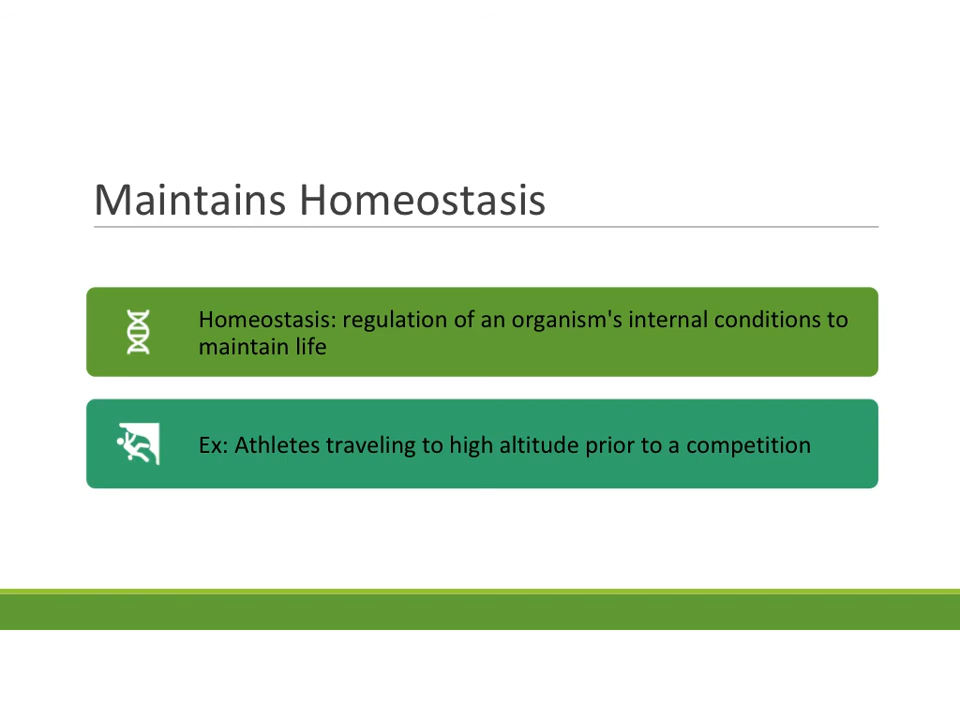 Maintains Homeostasis
Homeostasis: regulation of an organism's internal conditions to
maintain life
Ex: Athletes traveling to high altitude prior to a competition